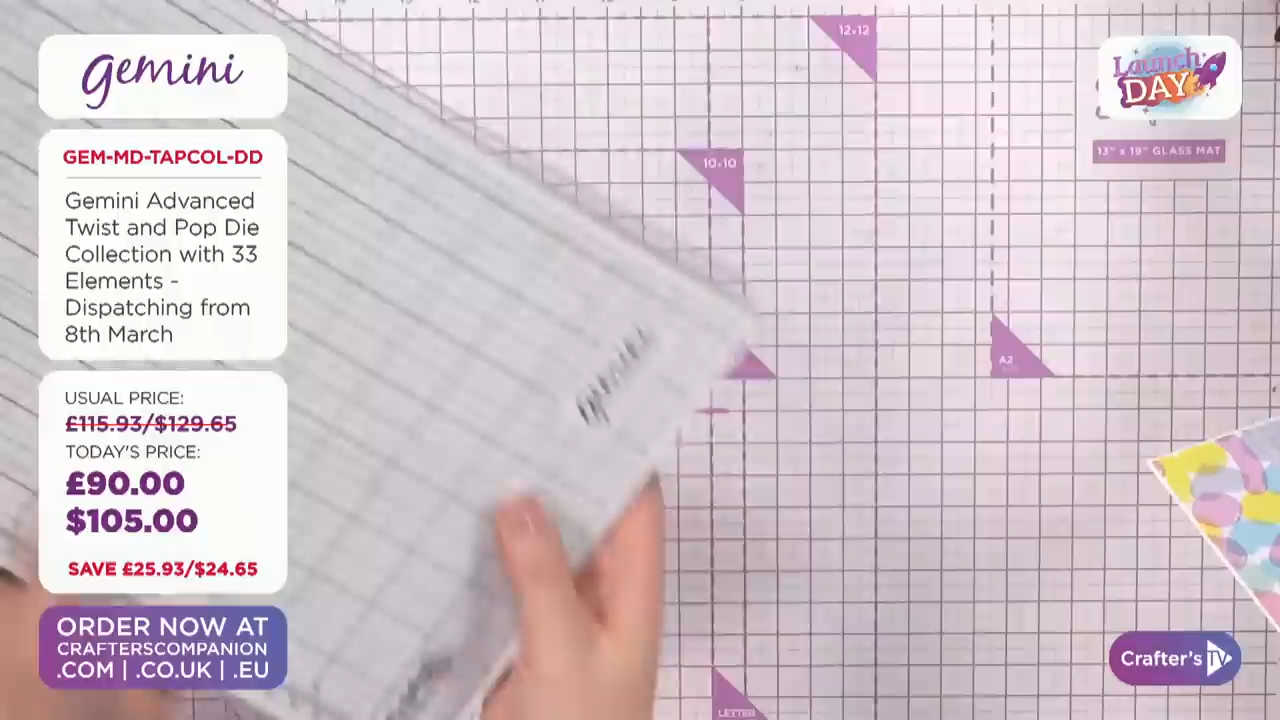 gemini
GEM-MD-TAPCOL-DD
Gemini Advanced
Twist and Pop Die
Collection with 33
Elements -
Dispatching from
8th March
USUAL PRICE:
£115.93/$129.65
TODAY'S PRICE:
£90.00
$105.00
SAVE £25.93/$24.65
ORDER NOW AT
CRAFTERSCOMPANION
.COM | .CO.UK | .EU
12x12
10x10
Launch
DAY
13" x 19" GLASS MAT
A2
gemini
LETTER
Crafter's TV